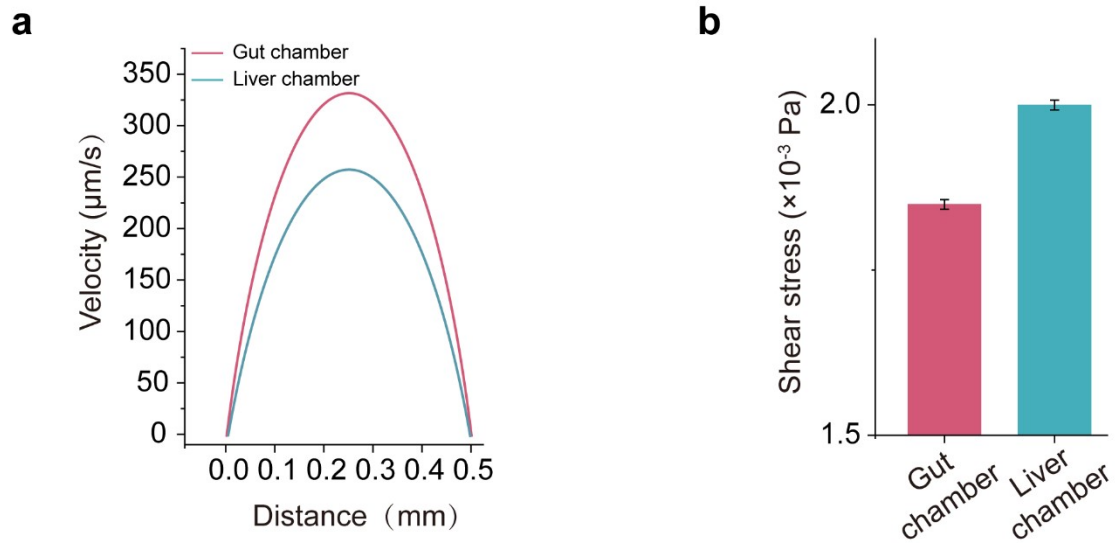 a
Gut chamber
Liver chamber
350
300
250
200
150
100
50
0
Velocity (μm/s)
0.0 0.1 0.2 0.3 0.4 0.5
Distance（mm）
b
2.0
1.5
Shear stress (×10⁻³ Pa)
Gut
chamber
Liver
chamber